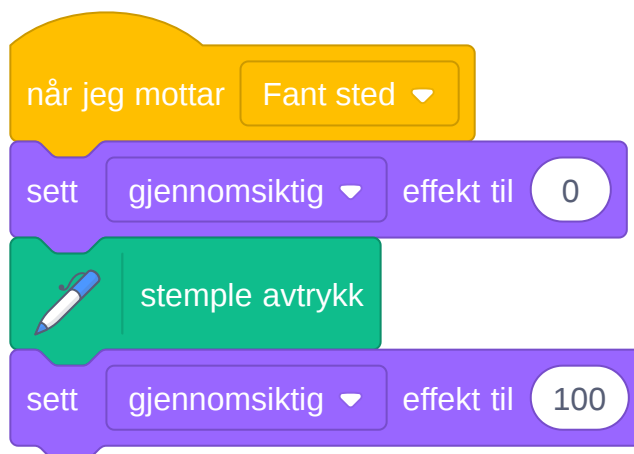 når jeg mottar Fant sted
sett gjennomsiktig effekt til 0
stemple avtrykk
sett gjennomsiktig effekt til 100